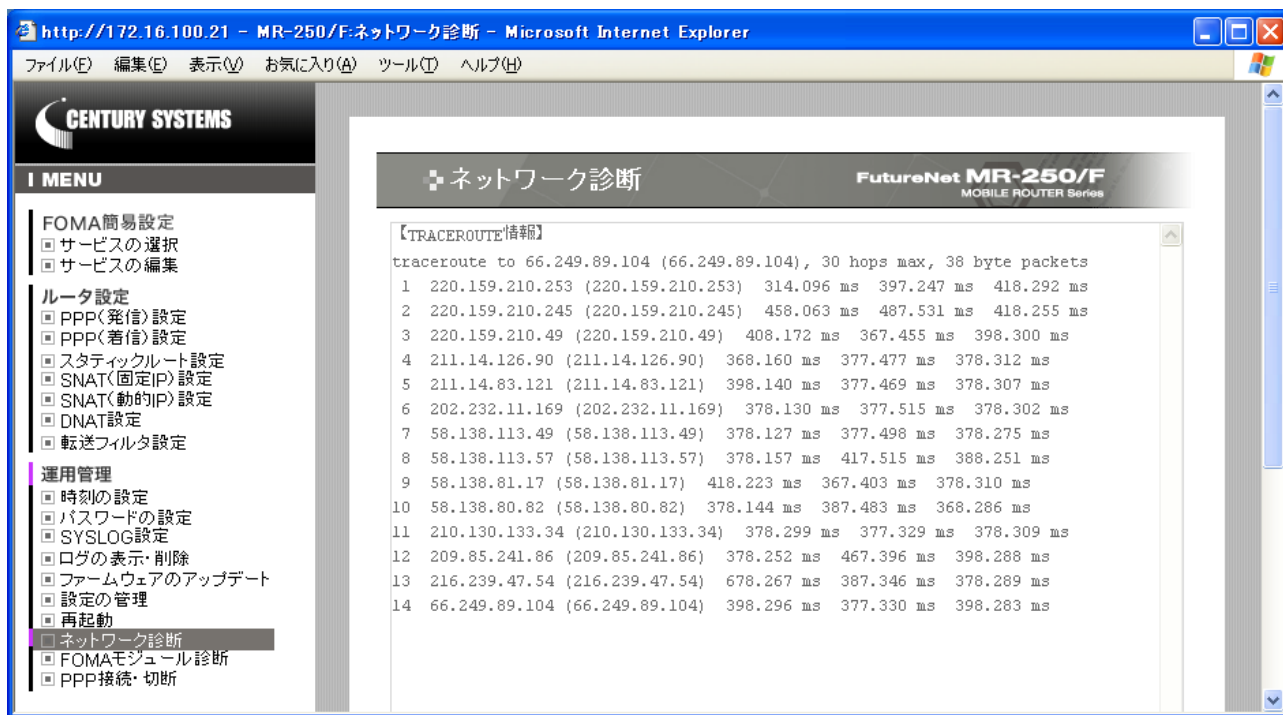 http://172.16.100.21 - MR-250/F:ネットワーク診断 - Microsoft Internet Explorer
ファイル(F) 編集(E) 表示(V) お気に入り(A) ツール(T) ヘルプ(H)
CENTURY SYSTEMS
MENU
FOMA簡易設定
サービスの選択
サービスの編集
ルータ設定
PPP(発信)設定
PPP(着信)設定
スタティックルート設定
SNAT(固定IP)設定
SNAT(動的IP)設定
DNAT設定
転送フィルタ設定
運用管理
時刻の設定
パスワードの設定
SYSLOG設定
ログの表示・削除
ファームウェアのアップデート
設定の管理
再起動
ネットワーク診断
FOMAモジュール診断
PPP接続・切断
ネットワーク診断
FutureNet MR-250/F
MOBILE ROUTER Series
【TRACEROUTE情報】
traceroute to 66.249.89.104 (66.249.89.104), 30 hops max, 38 byte packets
1 220.159.210.253 (220.159.210.253) 314.096 ms 397.247 ms 418.292 ms
2 220.159.210.245 (220.159.210.245) 458.063 ms 487.531 ms 418.255 ms
3 220.159.210.49 (220.159.210.49) 408.172 ms 367.455 ms 398.300 ms
4 211.14.126.90 (211.14.126.90) 368.160 ms 377.477 ms 378.312 ms
5 211.14.83.121 (211.14.83.121) 398.140 ms 377.469 ms 378.307 ms
6 202.232.11.169 (202.232.11.169) 378.130 ms 377.515 ms 378.302 ms
7 58.138.113.49 (58.138.113.49) 378.127 ms 377.498 ms 378.275 ms
8 58.138.113.57 (58.138.113.57) 378.157 ms 417.515 ms 388.251 ms
9 58.138.81.17 (58.138.81.17) 418.223 ms 367.403 ms 378.310 ms
10 58.138.80.82 (58.138.80.82) 378.144 ms 387.483 ms 368.286 ms
11 210.130.133.34 (210.130.133.34) 378.299 ms 377.329 ms 378.309 ms
12 209.85.241.86 (209.85.241.86) 378.252 ms 467.396 ms 398.288 ms
13 216.239.47.54 (216.239.47.54) 678.267 ms 387.346 ms 378.289 ms
14 66.249.89.104 (66.249.89.104) 398.296 ms 377.330 ms 398.283 ms